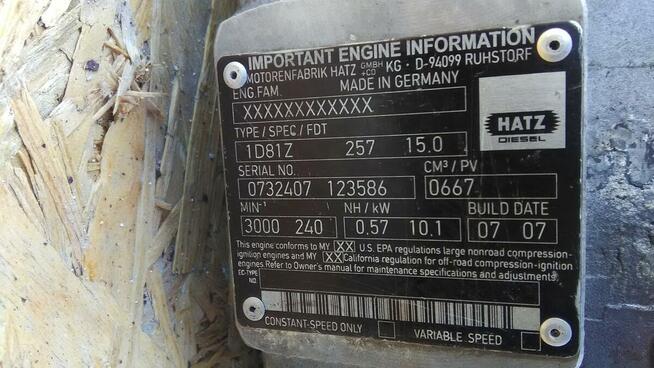 IMPORTANT ENGINE INFORMATION
MOTORENFABRIK HATZ GMBH +CO KG · D-94099 RUHSTORF
ENG.FAM. MADE IN GERMANY
XXXXXXXXXXXX
HATZ
DIESEL
TYPE / SPEC / FDT
1D81Z 257 15.0
SERIAL NO. CM³ / PV
0732407 123586 0667
MIN⁻¹ NH / kW BUILD DATE
3000 240 0.57 10.1 07 07
This engine conforms to MY XX U.S. EPA regulations large nonroad compression-
ignition engines and MY XX California regulation for off-road compression-ignition
engines.Refer to Owner's manual for maintenance specifications and adjustments.
EC-TYPE
NO.
CONSTANT-SPEED ONLY VARIABLE SPEED